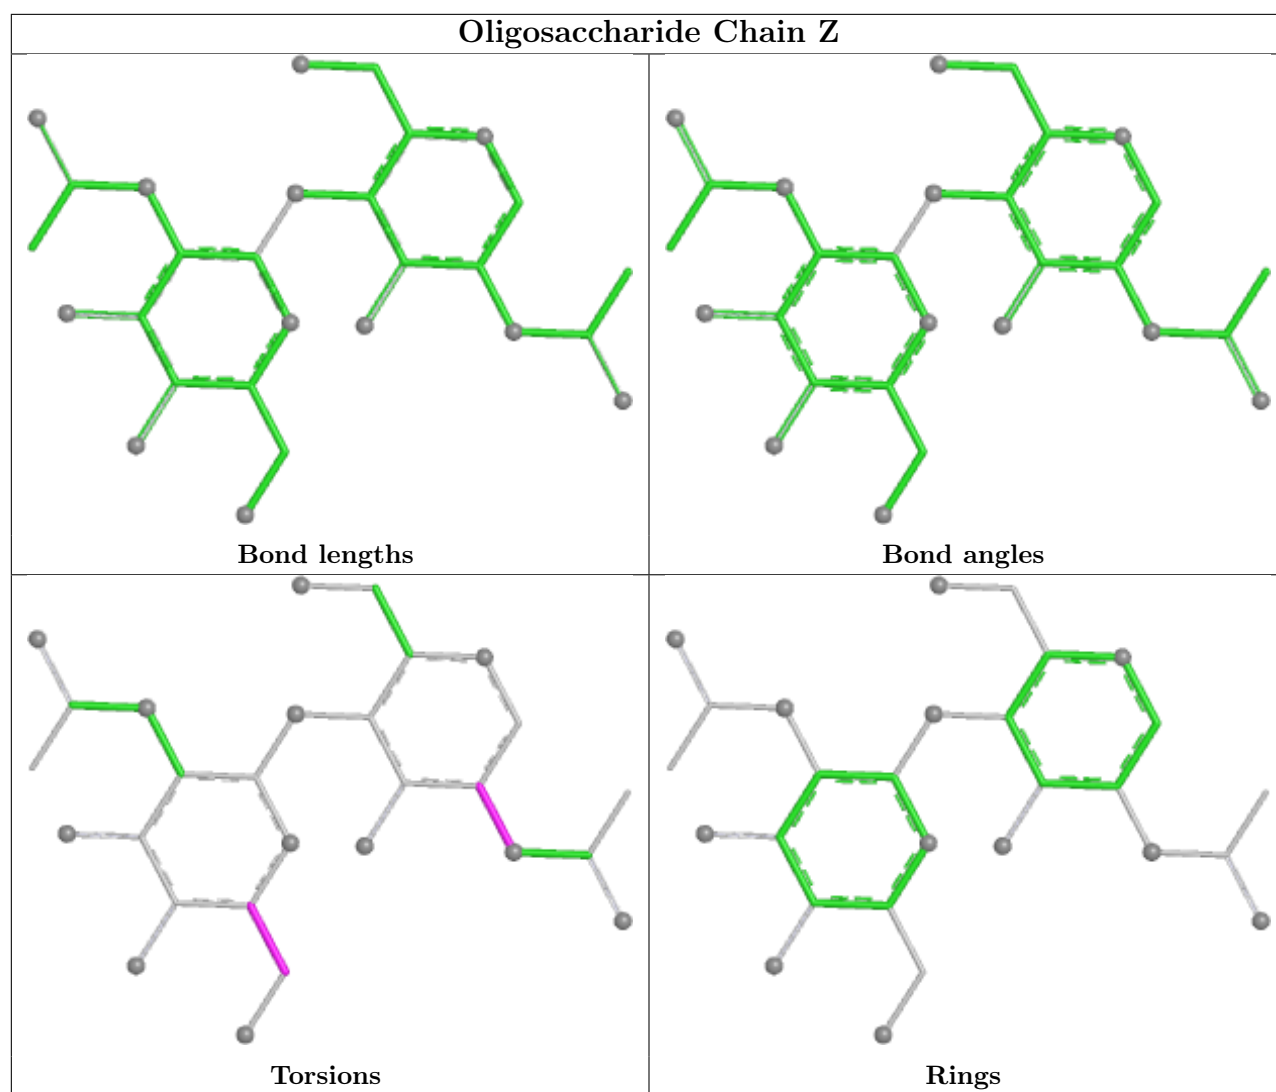 Oligosaccharide Chain Z
Bond lengths
Bond angles
Torsions
Rings